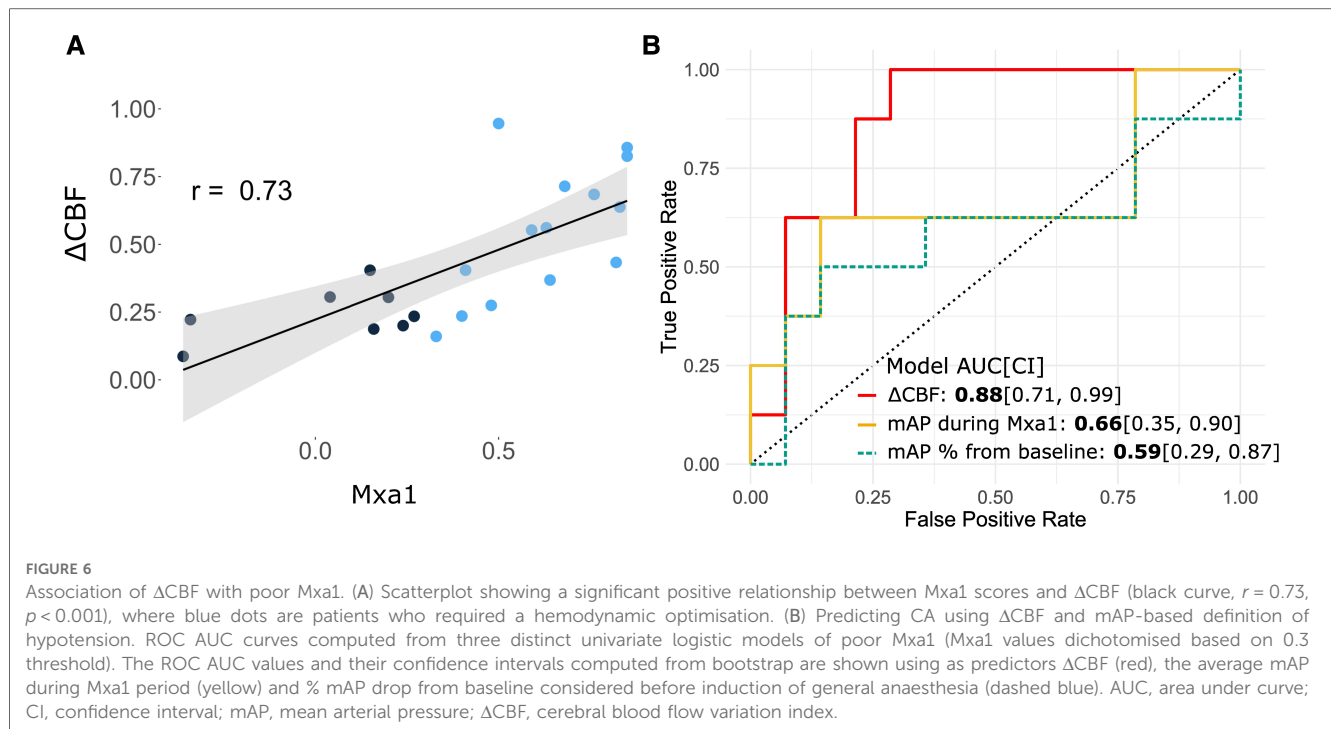 A
1.00
0.75
0.50
0.25
0.00
ΔCBF
r = 0.73
0.0
0.5
Mxa1
B
1.00
0.75
0.50
0.25
0.00
True Positive Rate
Model AUC[CI]
ΔCBF: 0.88[0.71, 0.99]
mAP during Mxa1: 0.66[0.35, 0.90]
mAP % from baseline: 0.59[0.29, 0.87]
0.00
0.25
0.50
0.75
1.00
False Positive Rate
FIGURE 6
Association of ΔCBF with poor Mxa1. (A) Scatterplot showing a significant positive relationship between Mxa1 scores and ΔCBF (black curve, r = 0.73,
p < 0.001), where blue dots are patients who required a hemodynamic optimisation. (B) Predicting CA using ΔCBF and mAP-based definition of
hypotension. ROC AUC curves computed from three distinct univariate logistic models of poor Mxa1 (Mxa1 values dichotomised based on 0.3
threshold). The ROC AUC values and their confidence intervals computed from bootstrap are shown using as predictors ΔCBF (red), the average mAP
during Mxa1 period (yellow) and % mAP drop from baseline considered before induction of general anaesthesia (dashed blue). AUC, area under curve;
CI, confidence interval; mAP, mean arterial pressure; ΔCBF, cerebral blood flow variation index.